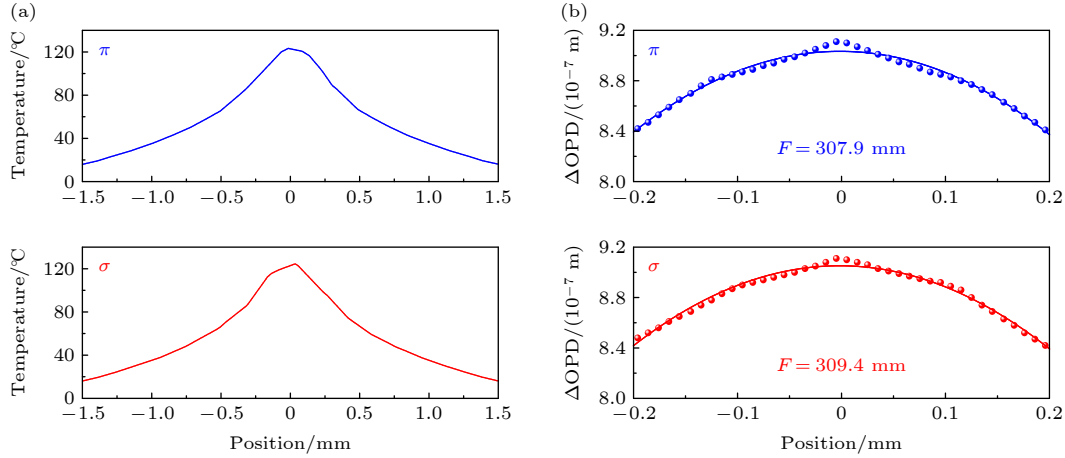 (a)
(b)
Temperature/℃
π
120
80
40
0
−1.5 −1.0 −0.5 0 0.5 1.0 1.5
ΔOPD/(10⁻⁷ m)
π
9.2
8.8
8.4
8.0
F = 307.9 mm
−0.2 −0.1 0 0.1 0.2
Temperature/℃
σ
120
80
40
0
−1.5 −1.0 −0.5 0 0.5 1.0 1.5
Position/mm
ΔOPD/(10⁻⁷ m)
σ
9.2
8.8
8.4
8.0
F = 309.4 mm
−0.2 −0.1 0 0.1 0.2
Position/mm